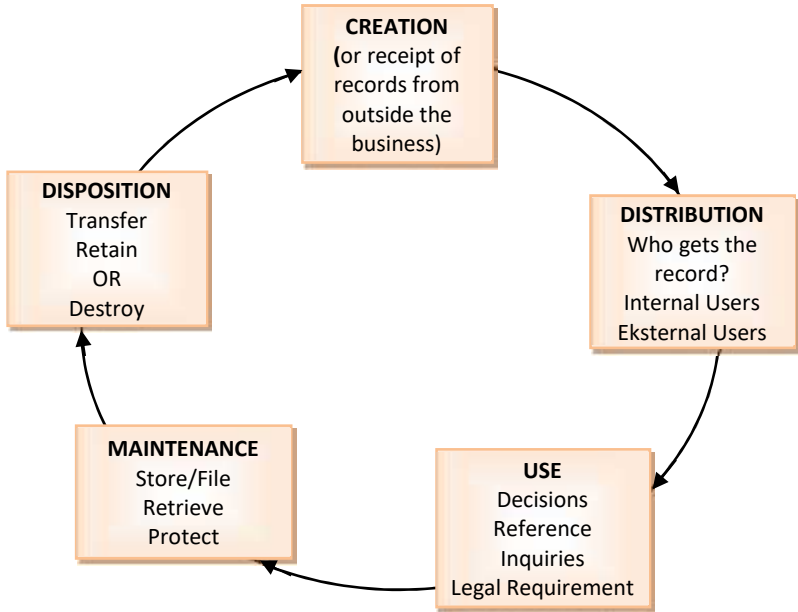 CREATION
(or receipt of
records from
outside the
business)
DISTRIBUTION
Who gets the
record?
Internal Users
Eksternal Users
USE
Decisions
Reference
Inquiries
Legal Requirement
MAINTENANCE
Store/File
Retrieve
Protect
DISPOSITION
Transfer
Retain
OR
Destroy